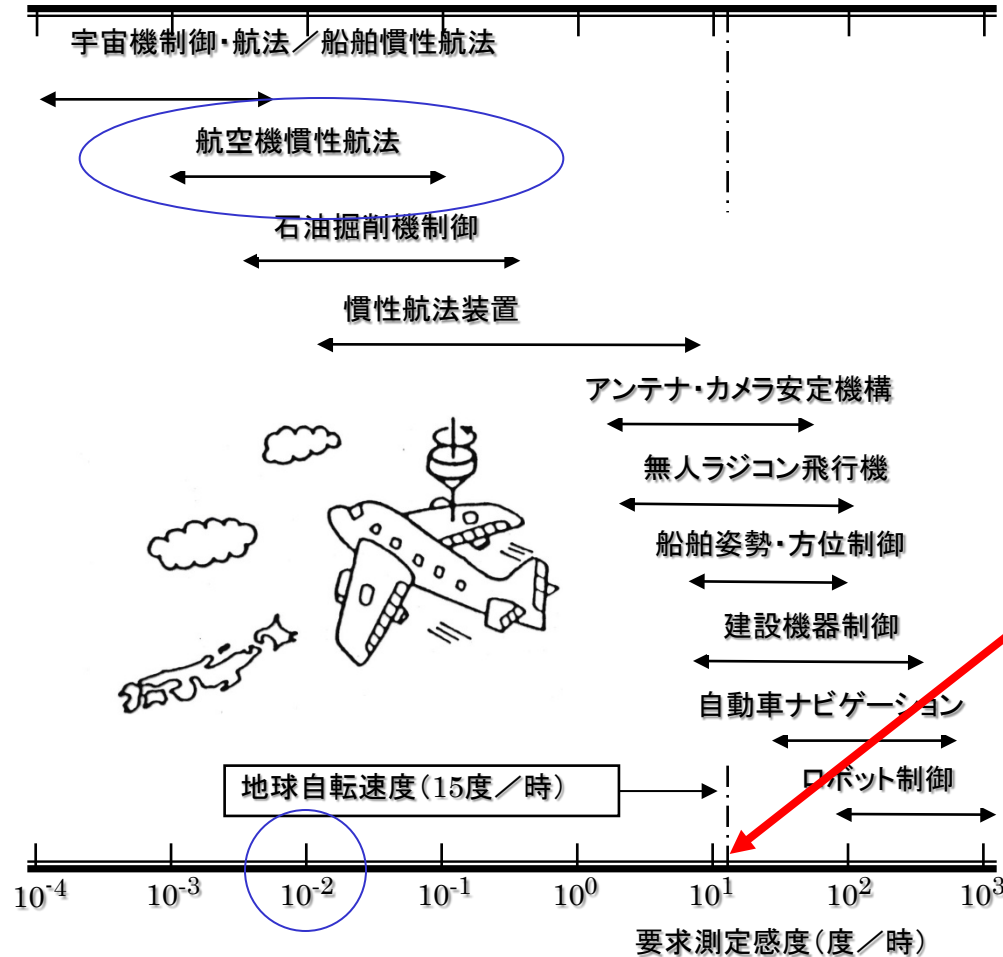 宇宙機制御・航法／船舶慣性航法
航空機慣性航法
石油掘削機制御
慣性航法装置
アンテナ・カメラ安定機構
無人ラジコン飛行機
船舶姿勢・方位制御
建設機器制御
自動車ナビゲーション
ロボット制御
地球自転速度（15度／時）
10⁻⁴ 10⁻³ 10⁻² 10⁻¹ 10⁰ 10¹ 10² 10³
要求測定感度（度／時）